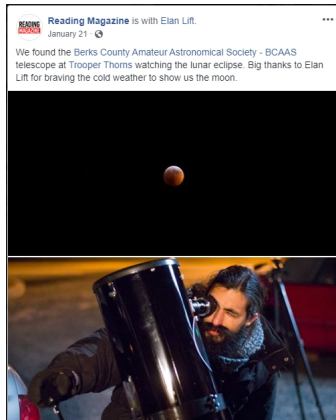 READING
MAGAZINE
Reading Magazine is with Elan Lift.
January 21 ·
We found the Berks County Amateur Astronomical Society - BCAAS
telescope at Trooper Thorns watching the lunar eclipse. Big thanks to Elan
Lift for braving the cold weather to show us the moon.